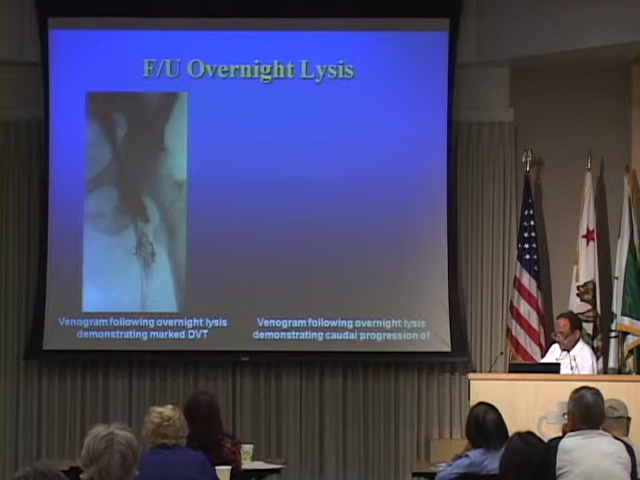 F/U Overnight Lysis
Venogram following overnight lysis
demonstrating marked DVT
Venogram following overnight lysis
demonstrating caudal progression of